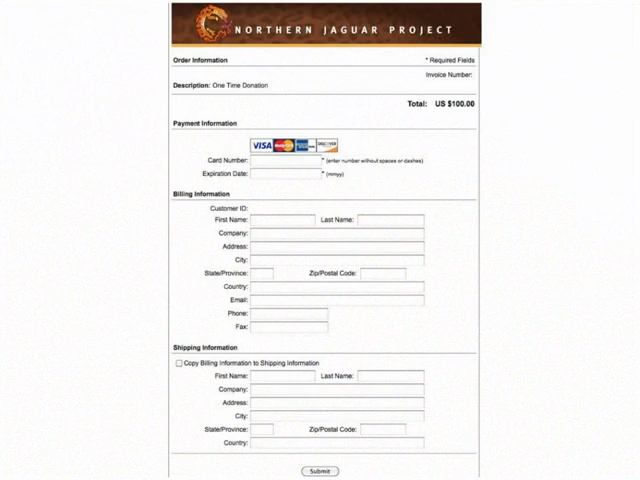 NORTHERN JAGUAR PROJECT
Order Information * Required Fields
Invoice Number:
Description: One Time Donation
Total: US $100.00
Payment Information
VISA MasterCard DISCOVER
Card Number: * (enter number without spaces or dashes)
Expiration Date: * (mmyy)
Billing Information
Customer ID:
First Name: Last Name:
Company:
Address:
City:
State/Province: Zip/Postal Code:
Country:
Email:
Phone:
Fax:
Shipping Information
Copy Billing Information to Shipping Information
First Name: Last Name:
Company:
Address:
City:
State/Province: Zip/Postal Code:
Country:
Submit